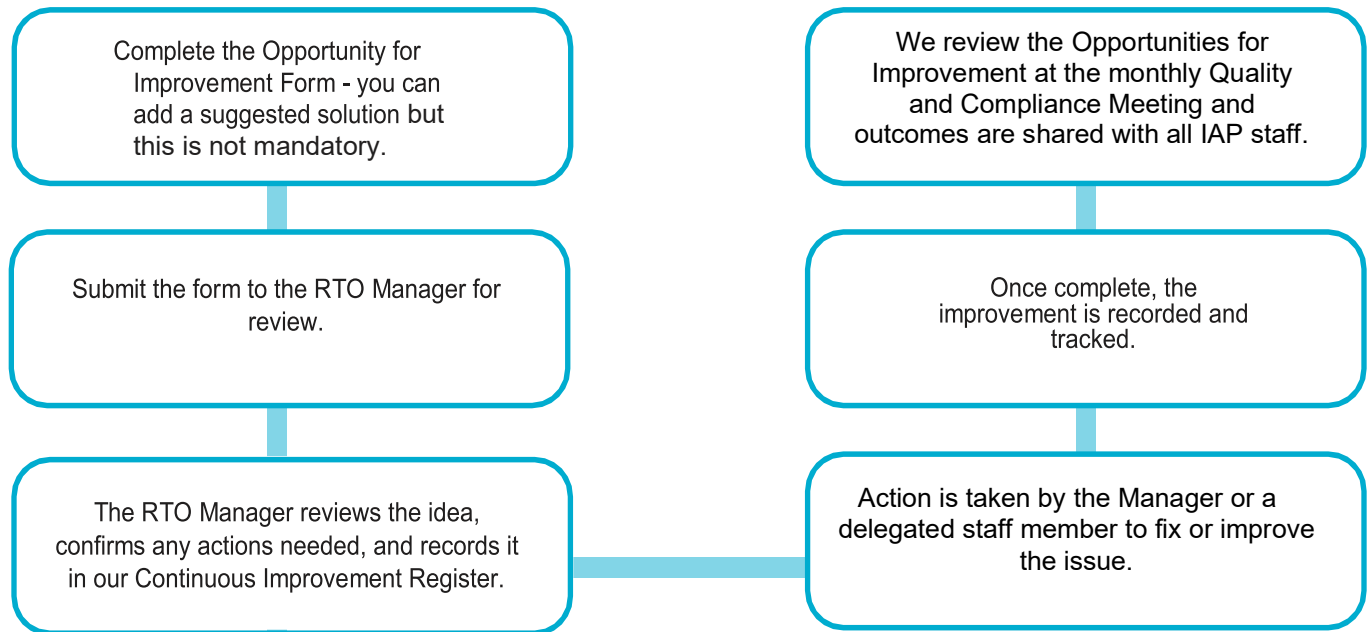 Complete the Opportunity for
Improvement Form - you can
add a suggested solution but
this is not mandatory.
Submit the form to the RTO Manager for
review.
The RTO Manager reviews the idea,
confirms any actions needed, and records it
in our Continuous Improvement Register.
Action is taken by the Manager or a
delegated staff member to fix or improve
the issue.
Once complete, the
improvement is recorded and
tracked.
We review the Opportunities for
Improvement at the monthly Quality
and Compliance Meeting and
outcomes are shared with all IAP staff.